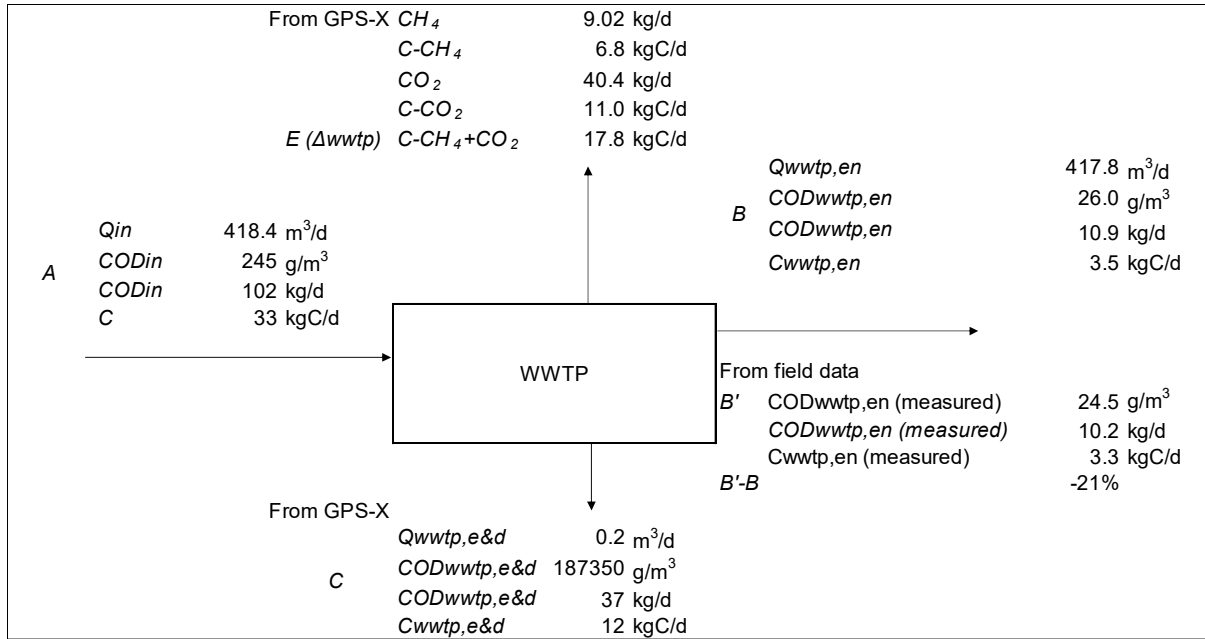 From GPS-X CH4 9.02 kg/d
C-CH4 6.8 kgC/d
CO2 40.4 kg/d
C-CO2 11.0 kgC/d
E (Δwwtp) C-CH4+CO2 17.8 kgC/d
A
Qin 418.4 m3/d
CODin 245 g/m3
CODin 102 kg/d
C 33 kgC/d
B
Qwwtp,en 417.8 m3/d
CODwwtp,en 26.0 g/m3
CODwwtp,en 10.9 kg/d
Cwwtp,en 3.5 kgC/d
WWTP
From field data
B' CODwwtp,en (measured) 24.5 g/m3
CODwwtp,en (measured) 10.2 kg/d
Cwwtp,en (measured) 3.3 kgC/d
B'-B -21%
From GPS-X
C
Qwwtp,e&d 0.2 m3/d
CODwwtp,e&d 187350 g/m3
CODwwtp,e&d 37 kg/d
Cwwtp,e&d 12 kgC/d